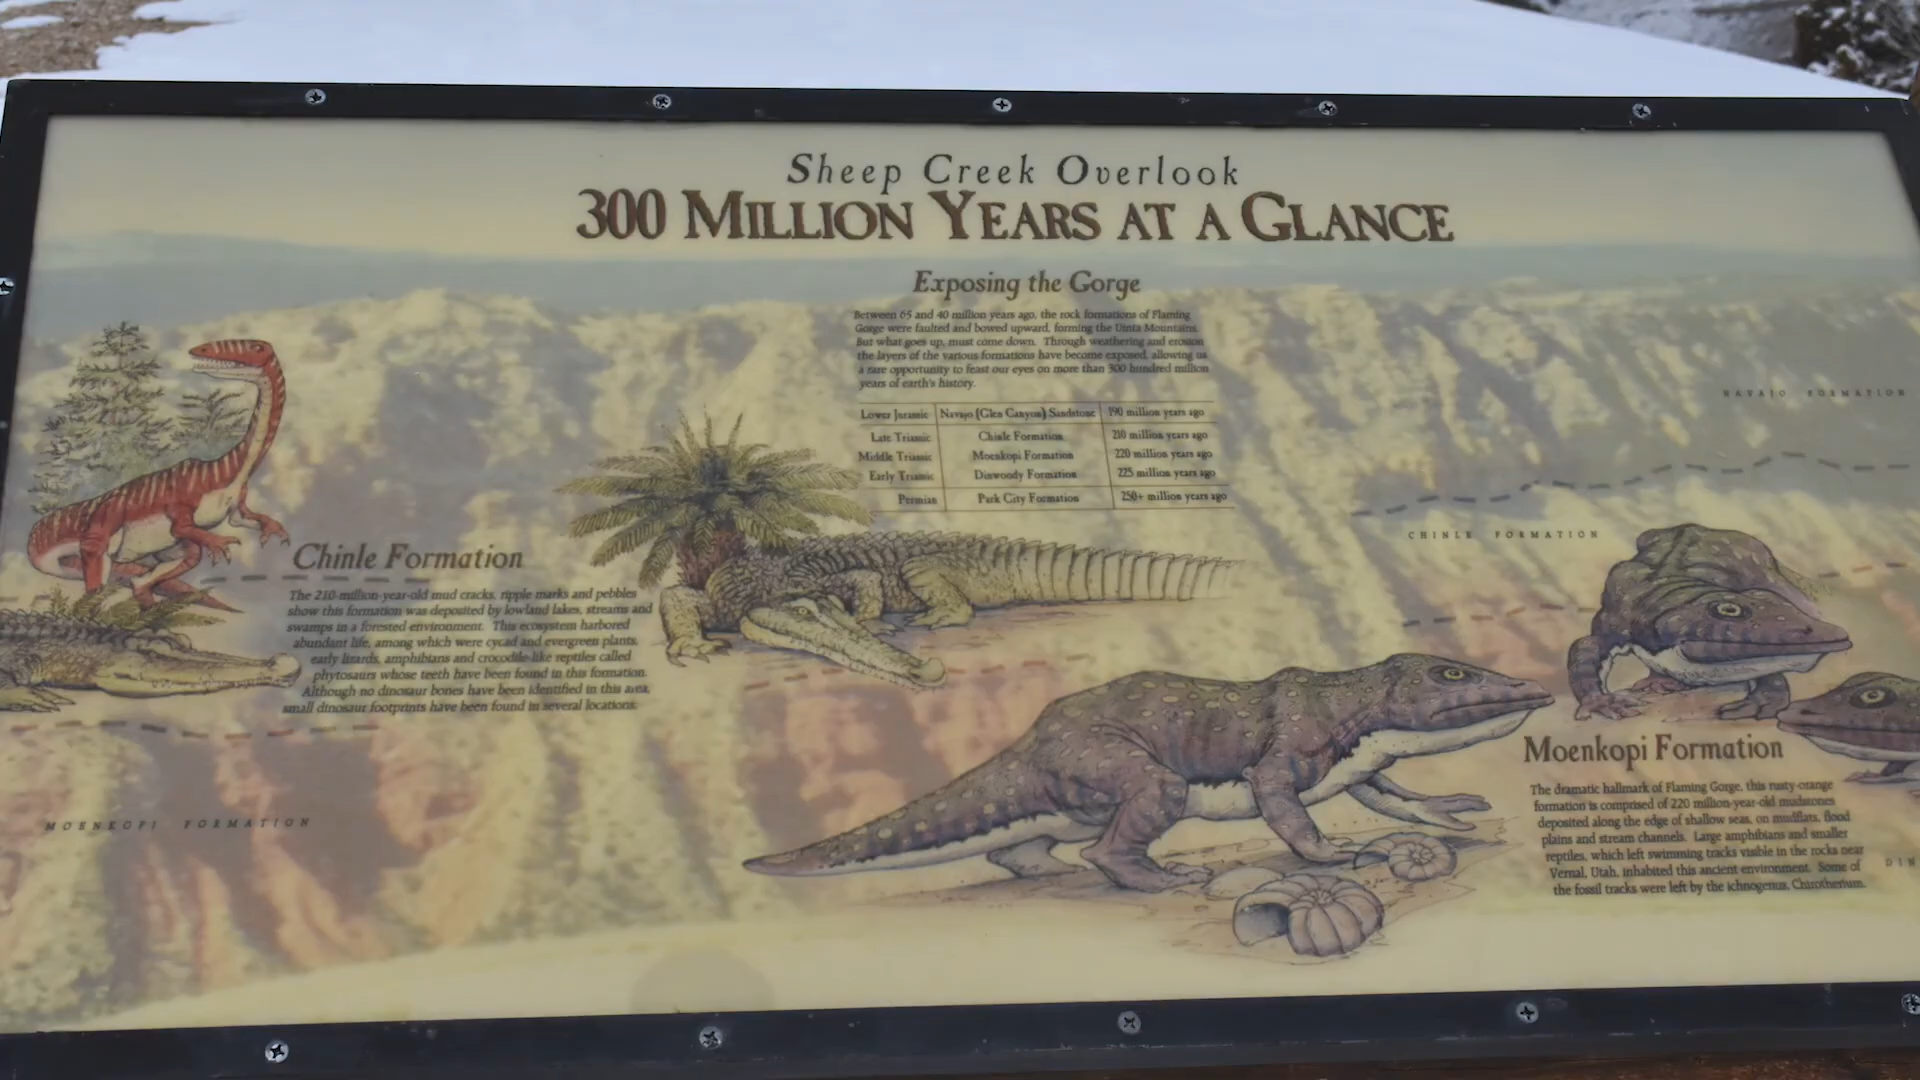 Sheep Creek Overlook
300 MILLION YEARS AT A GLANCE
Exposing the Gorge
Between 65 and 40 million years ago, the rock formations of Flaming
Gorge were faulted and bowed upward, forming the Uinta Mountains.
But what goes up, must come down. Through weathering and erosion
the layers of the various formations have become exposed, allowing us
a rare opportunity to feast our eyes on more than 300 hundred million
years of earth's history.
Lower Jurassic Navajo (Glen Canyon) Sandstone 190 million years ago
Late Triassic Chinle Formation 210 million years ago
Middle Triassic Moenkopi Formation 220 million years ago
Early Triassic Dinwoody Formation 225 million years ago
Permian Park City Formation 250+ million years ago
NAVAJO FORMATION
CHINLE FORMATION
Chinle Formation
The 210-million-year-old mud cracks, ripple marks and pebbles
show this formation was deposited by lowland lakes, streams and
swamps in a forested environment. This ecosystem harbored
abundant life, among which were cycad and evergreen plants,
early lizards, amphibians and crocodile-like reptiles called
phytosaurs whose teeth have been found in this formation.
Although no dinosaur bones have been identified in this area,
small dinosaur footprints have been found in several locations.
MOENKOPI FORMATION
Moenkopi Formation
The dramatic hallmark of Flaming Gorge, this rusty-orange
formation is comprised of 220 million-year-old mudstones
deposited along the edge of shallow seas, on mudflats, flood
plains and stream channels. Large amphibians and smaller
reptiles, which left swimming tracks visible in the rocks near
Vernal, Utah, inhabited this ancient environment. Some of
the fossil tracks were left by the ichnogenus, Chirotherium.
DIN